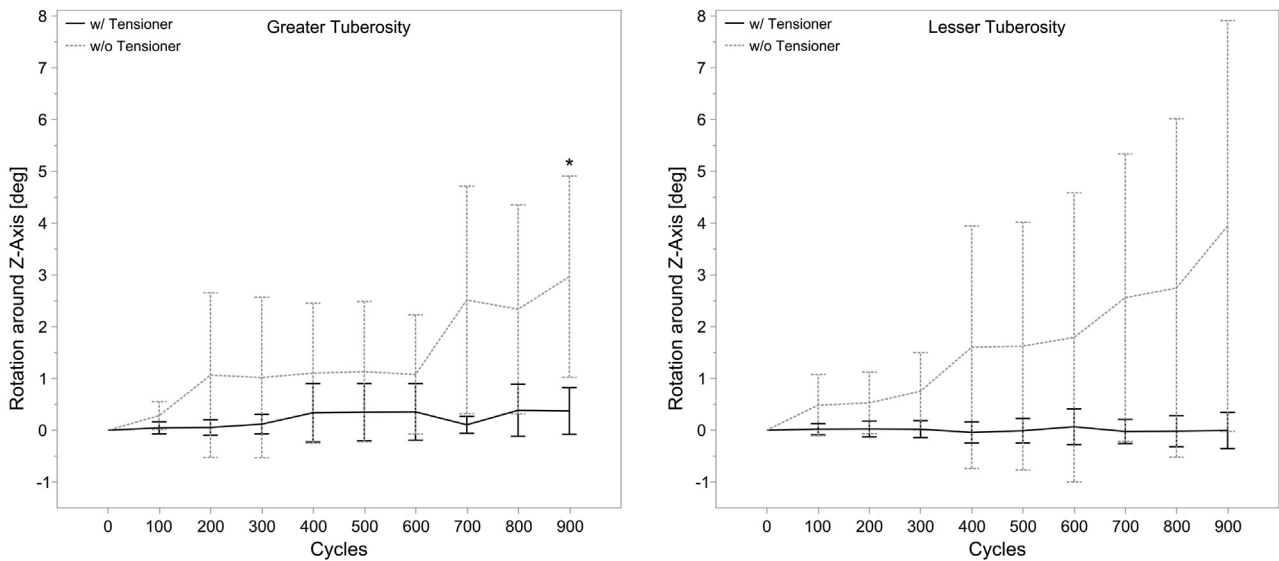 Greater Tuberosity
w/ Tensioner
w/o Tensioner
8
7
6
5
4
3
2
1
0
-1
Rotation around Z-Axis [deg]
*
0 100 200 300 400 500 600 700 800 900
Cycles
Lesser Tuberosity
w/ Tensioner
w/o Tensioner
8
7
6
5
4
3
2
1
0
-1
Rotation around Z-Axis [deg]
0 100 200 300 400 500 600 700 800 900
Cycles